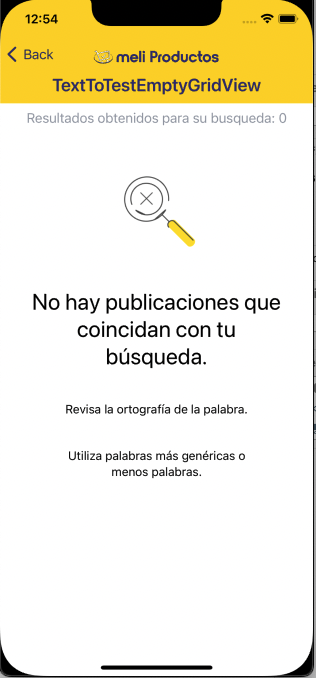 12:54
Back
meli Productos
TextToTestEmptyGridView
Resultados obtenidos para su busqueda: 0
No hay publicaciones que
coincidan con tu
búsqueda.
Revisa la ortografía de la palabra.
Utiliza palabras más genéricas o
menos palabras.